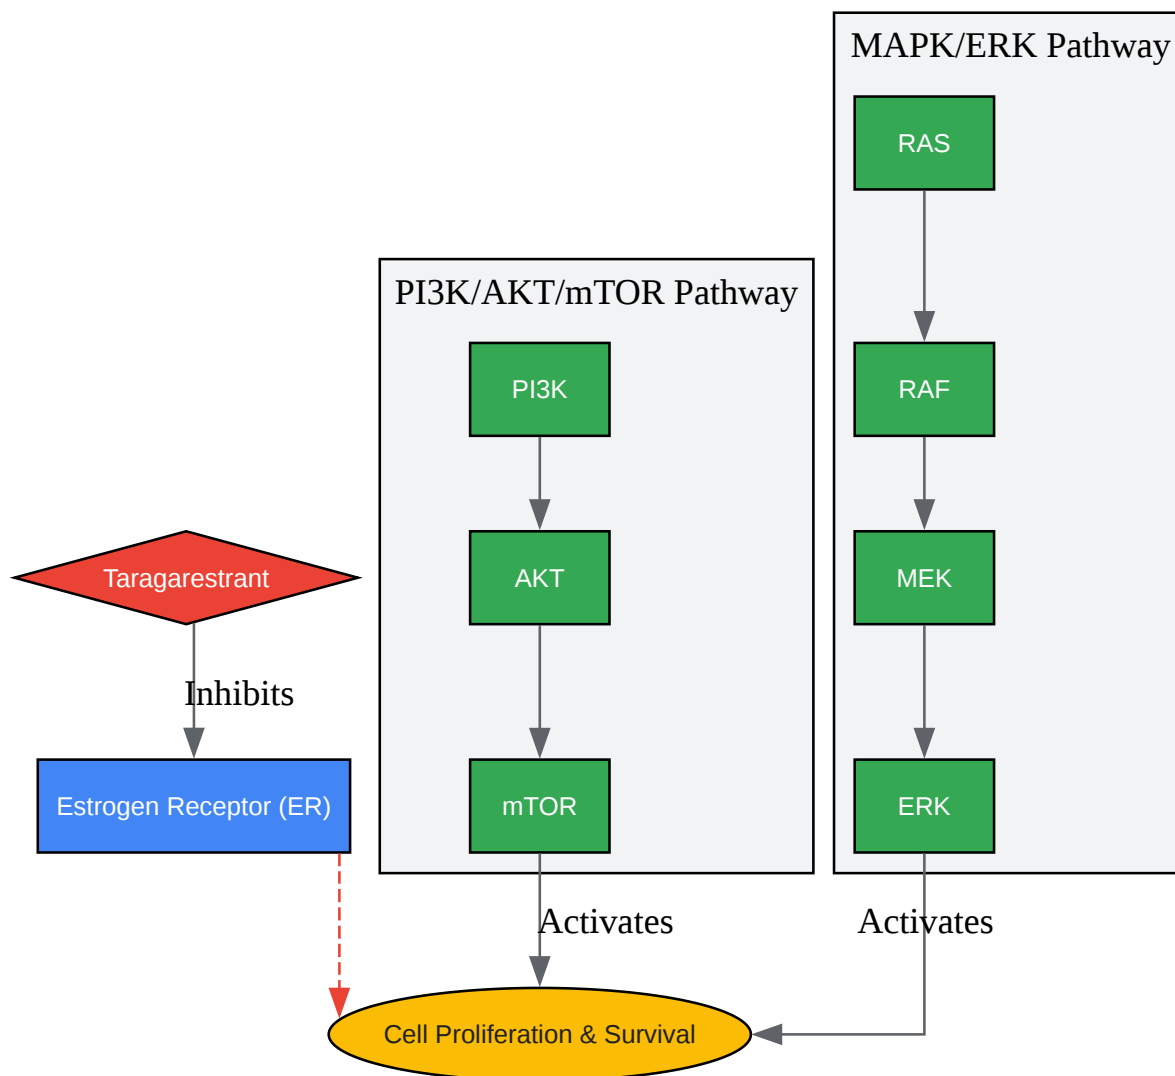 MAPK/ERK Pathway
RAS
PI3K/AKT/mTOR Pathway
PI3K
RAF
Taragarestrant
AKT
MEK
Inhibits
Estrogen Receptor (ER)
mTOR
ERK
Activates
Activates
Cell Proliferation & Survival